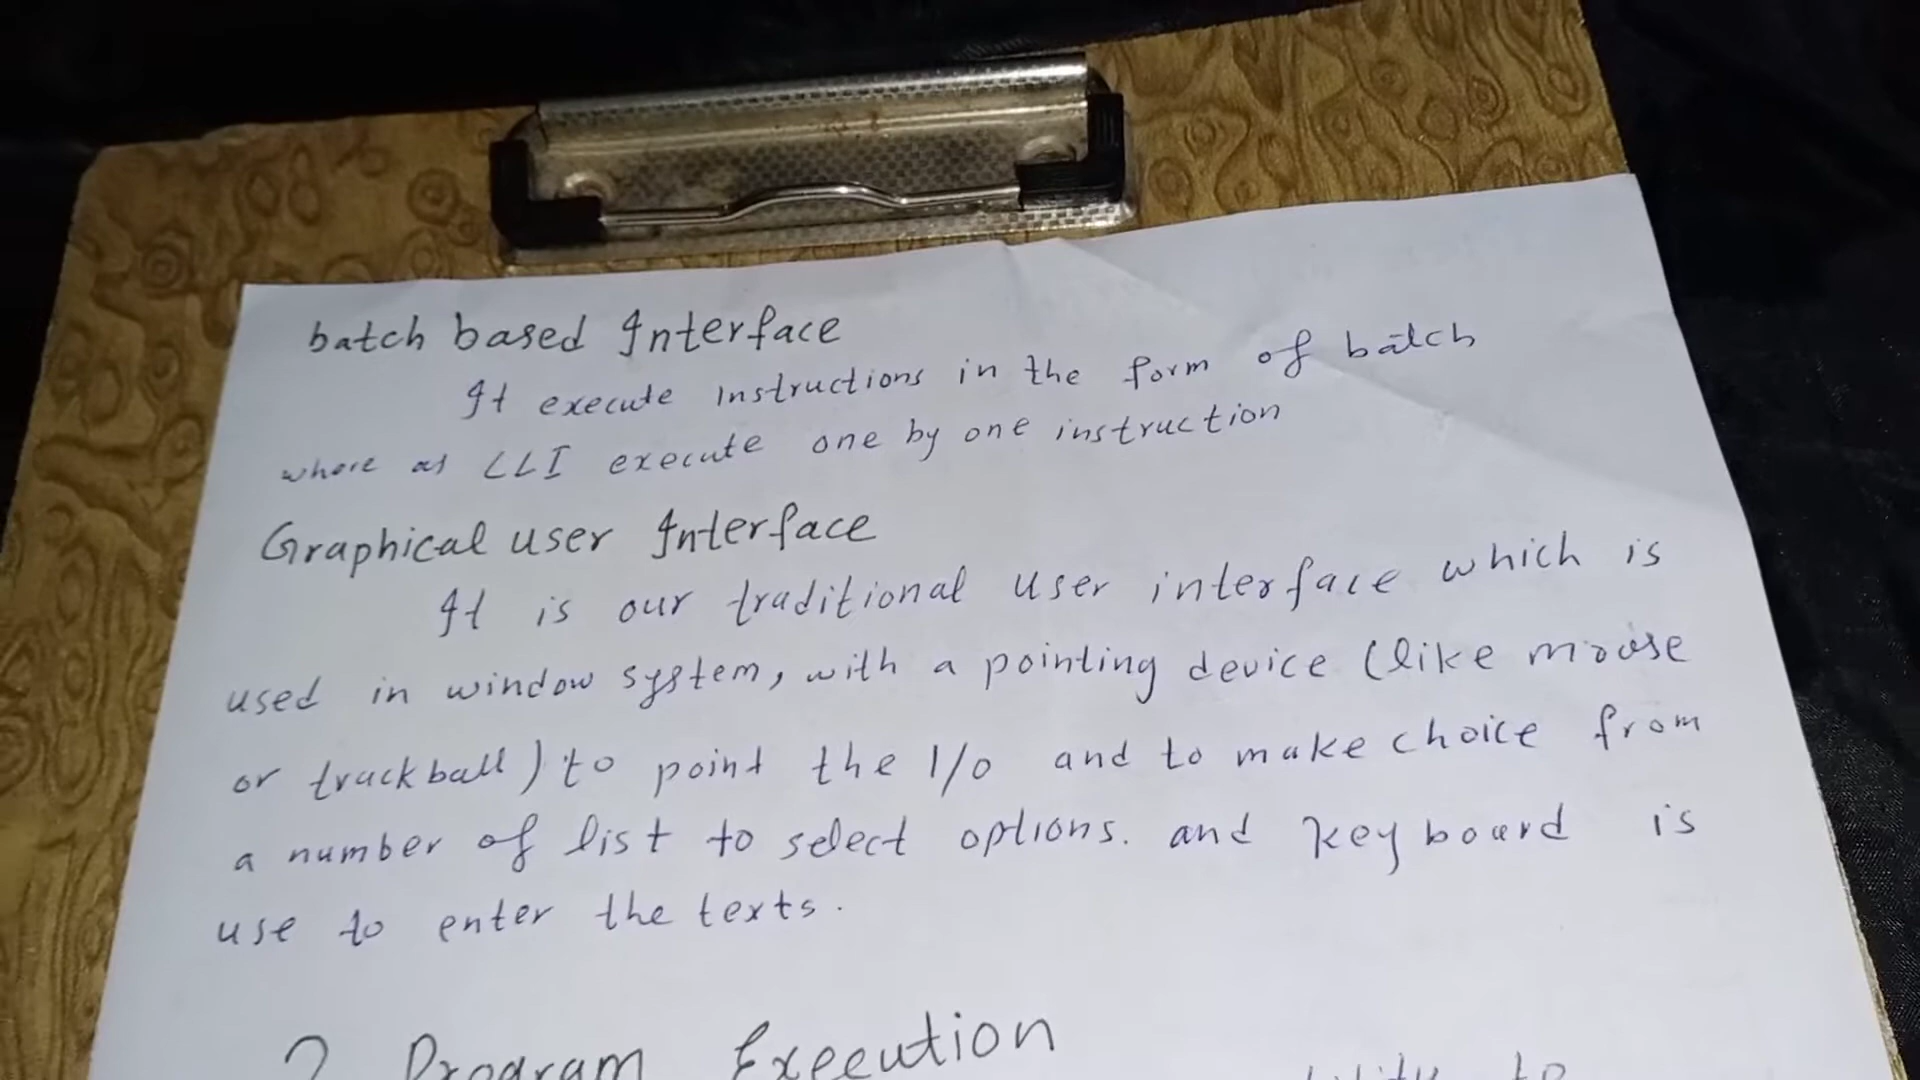 batch based Interface
It execute instructions in the form of batch
where as CLI execute one by one instruction
Graphical user Interface
It is our traditional user interface which is
used in window system, with a pointing device (like mouse
or trackball) to point the I/o and to make choice from
a number of list to select options. and keyboard is
use to enter the texts.
2 Program Execution
to